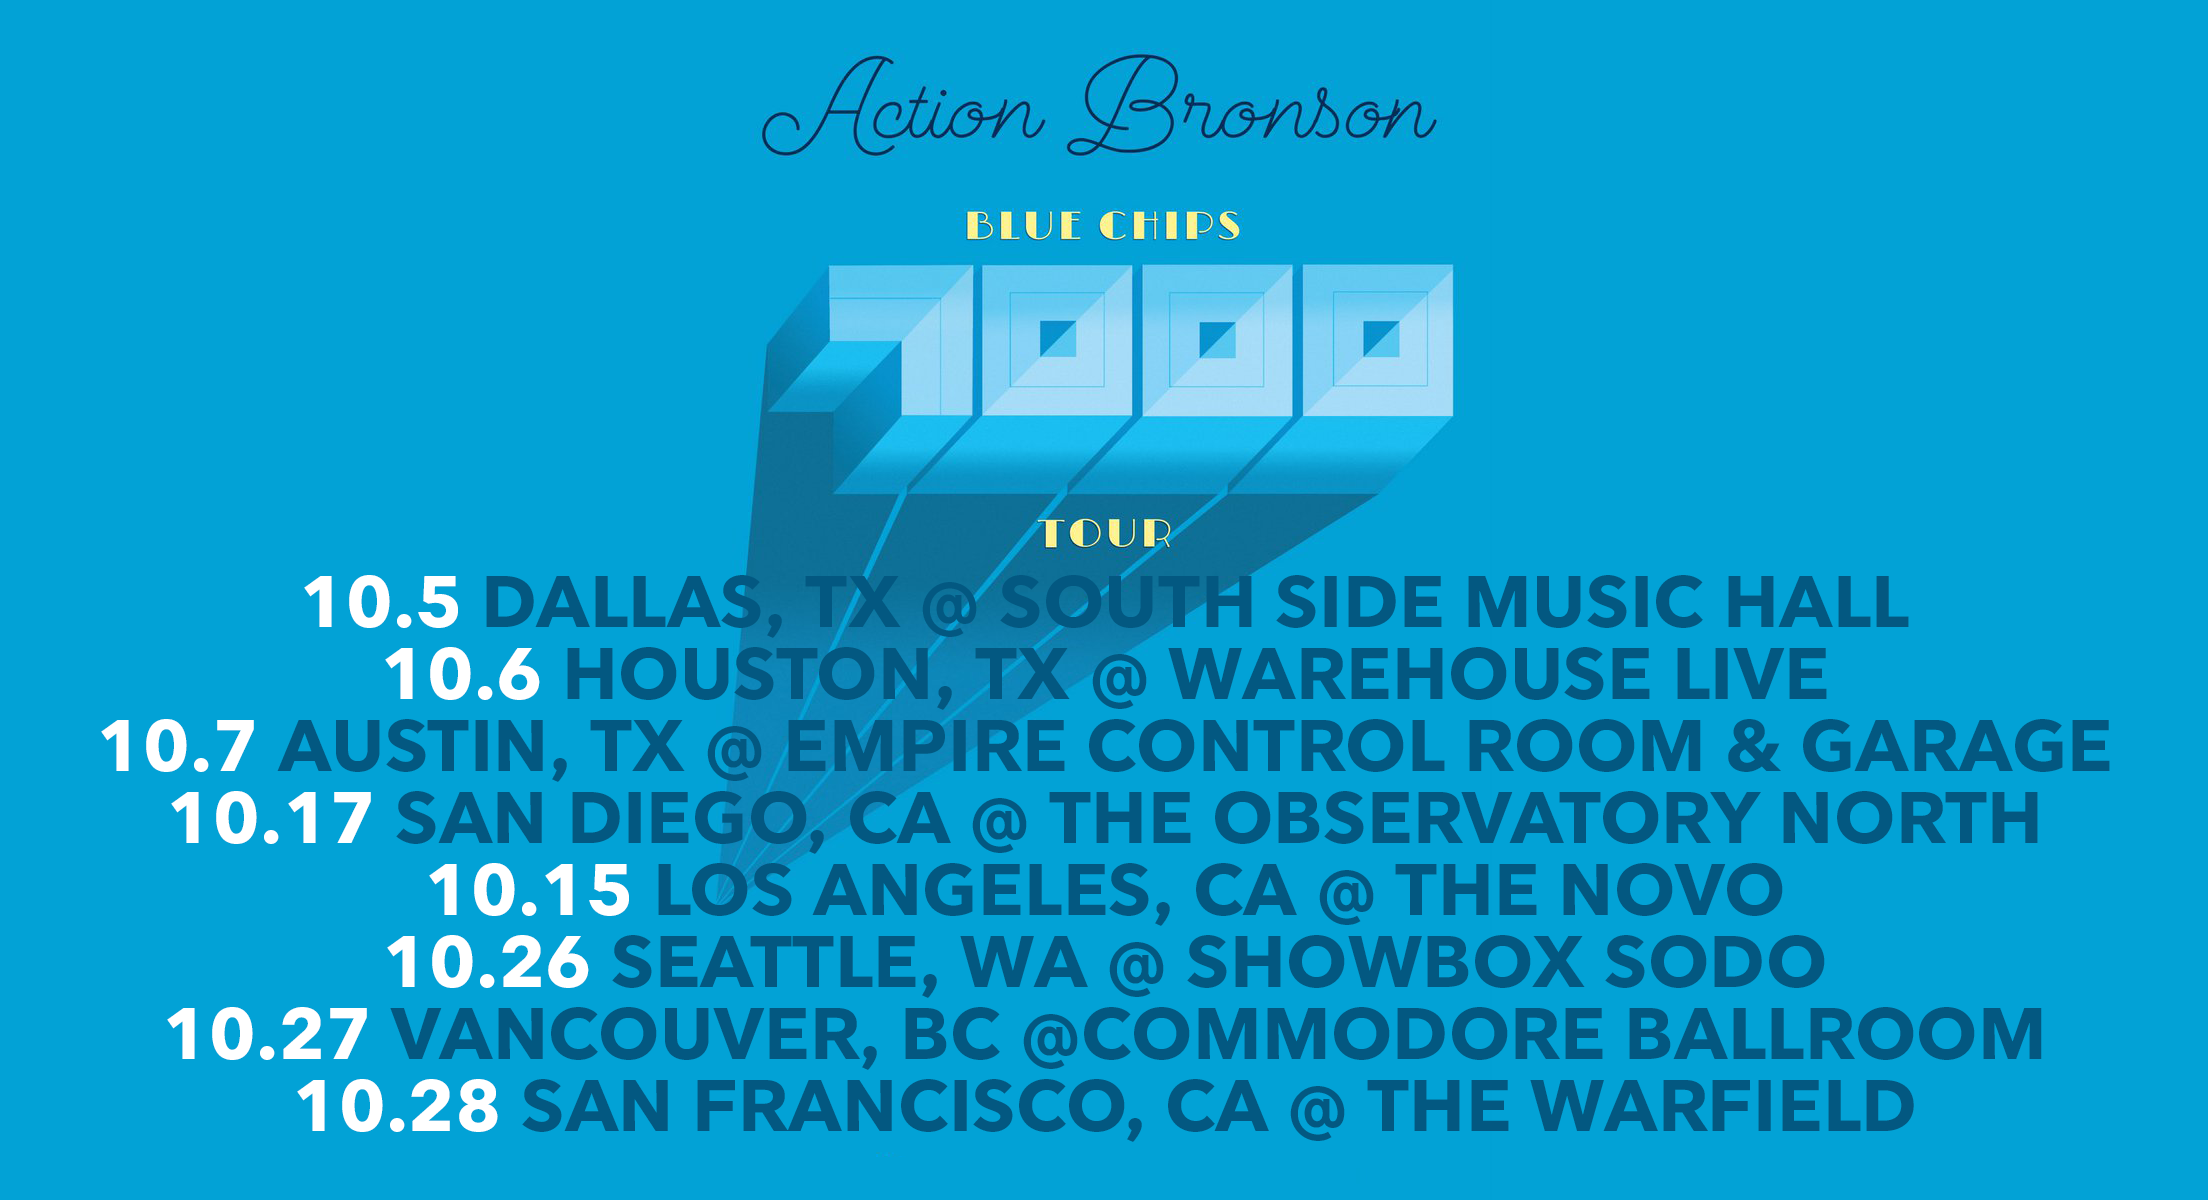 Action Bronson
BLUE CHIPS
7000
TOUR
10.5 DALLAS, TX @ SOUTH SIDE MUSIC HALL
10.6 HOUSTON, TX @ WAREHOUSE LIVE
10.7 AUSTIN, TX @ EMPIRE CONTROL ROOM & GARAGE
10.17 SAN DIEGO, CA @ THE OBSERVATORY NORTH
10.15 LOS ANGELES, CA @ THE NOVO
10.26 SEATTLE, WA @ SHOWBOX SODO
10.27 VANCOUVER, BC @COMMODORE BALLROOM
10.28 SAN FRANCISCO, CA @ THE WARFIELD